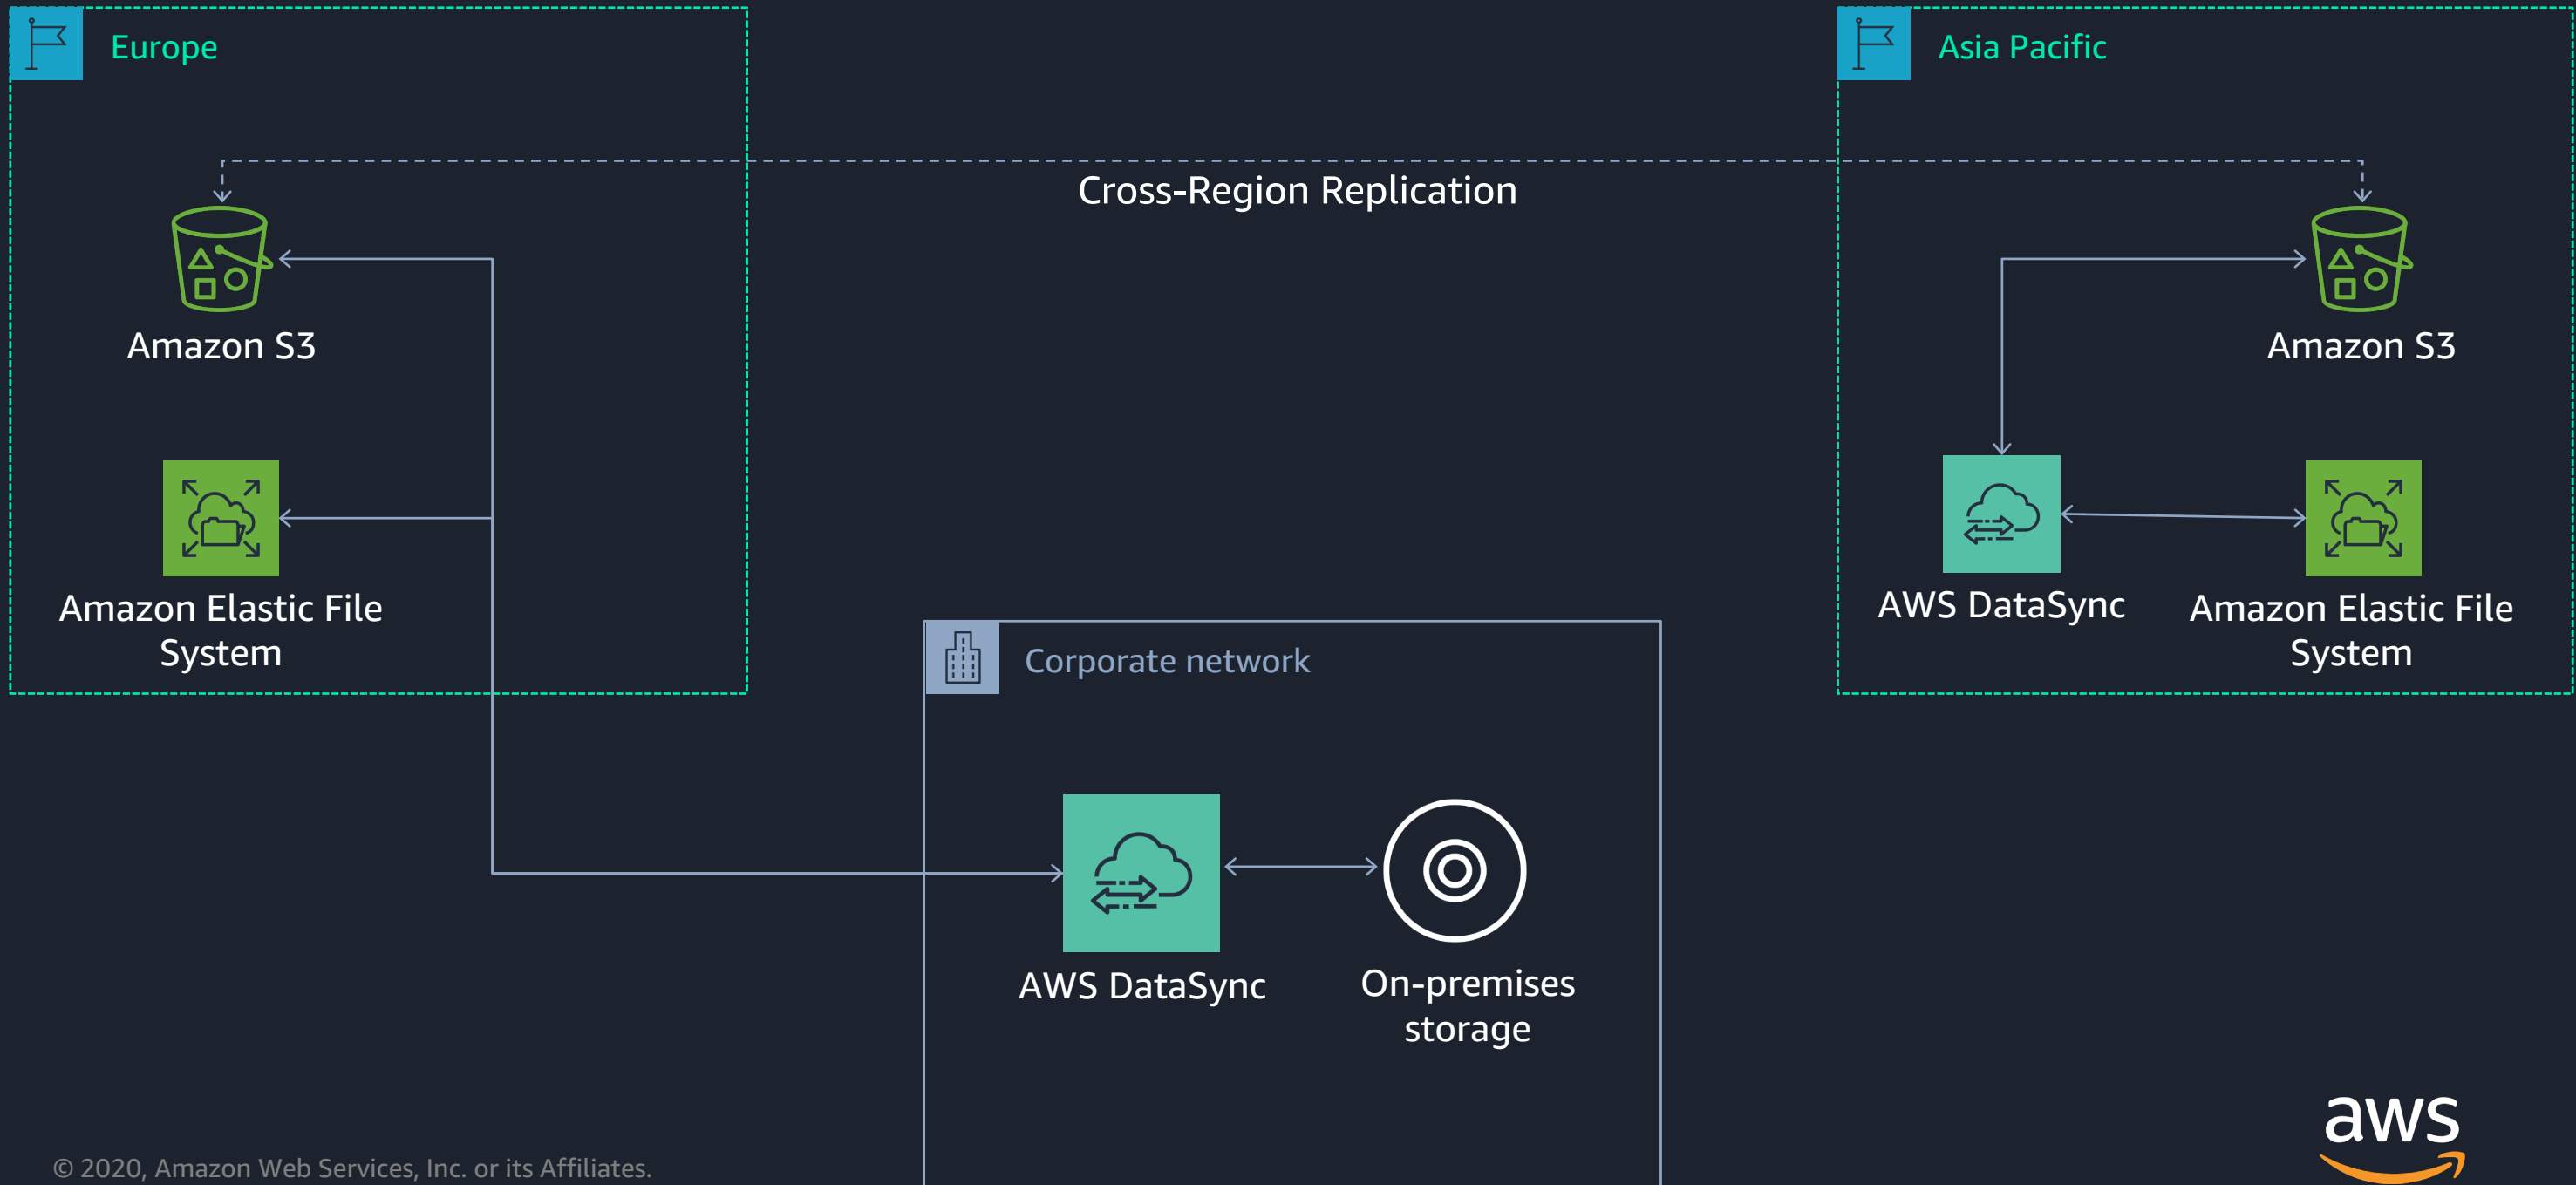 Europe
Asia Pacific
Cross-Region Replication
Amazon S3
Amazon S3
Amazon Elastic File
System
AWS DataSync
Amazon Elastic File
System
Corporate network
AWS DataSync
On-premises
storage
© 2020, Amazon Web Services, Inc. or its Affiliates.
aws